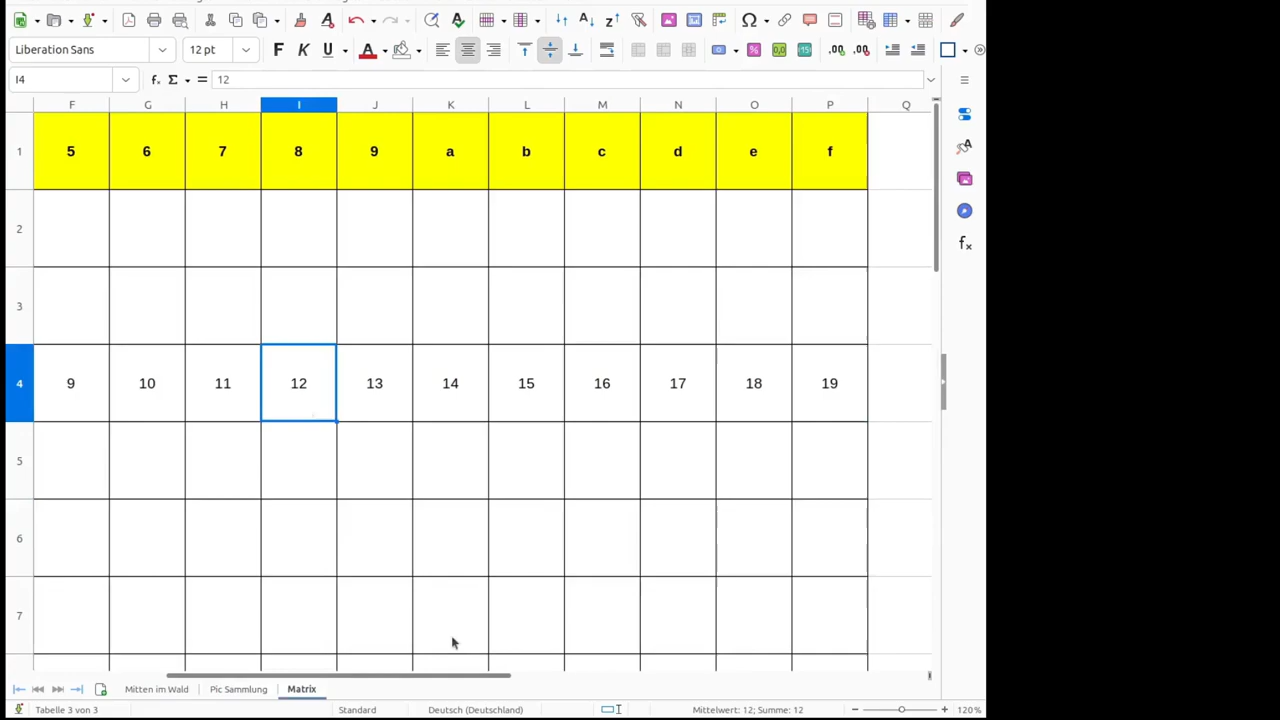 Liberation Sans 12 pt F K U A
I4 fx Σ = 12
F G H I J K L M N O P Q
1 5 6 7 8 9 a b c d e f
2
3
4 9 10 11 12 13 14 15 16 17 18 19
5
6
7
Mitten im Wald Pic Sammlung Matrix
Tabelle 3 von 3 Standard Deutsch (Deutschland) Mittelwert: 12; Summe: 12 120%